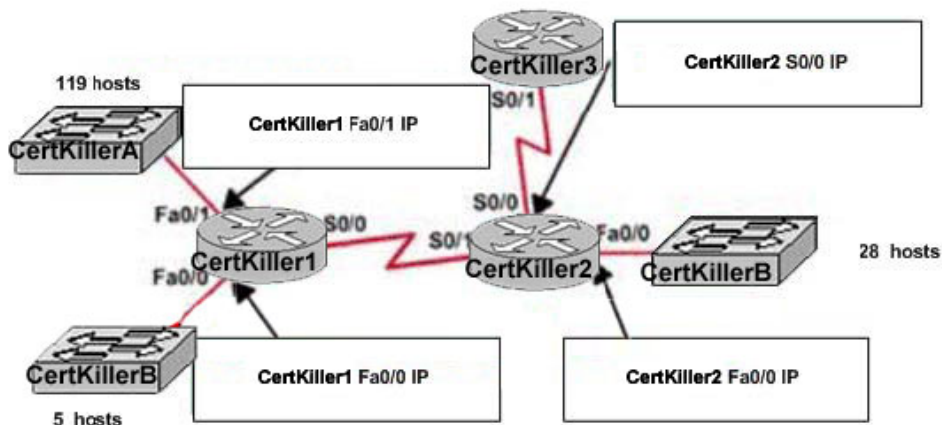 119 hosts
CertKillerA
CertKiller1 Fa0/1 IP
CertKiller3
CertKiller2 S0/0 IP
S0/1
Fa0/1
S0/0
S0/0
S0/1
Fa0/0
CertKiller1
CertKiller2
CertKillerB
28 hosts
Fa0/0
CertKillerB
CertKiller1 Fa0/0 IP
CertKiller2 Fa0/0 IP
5 hosts